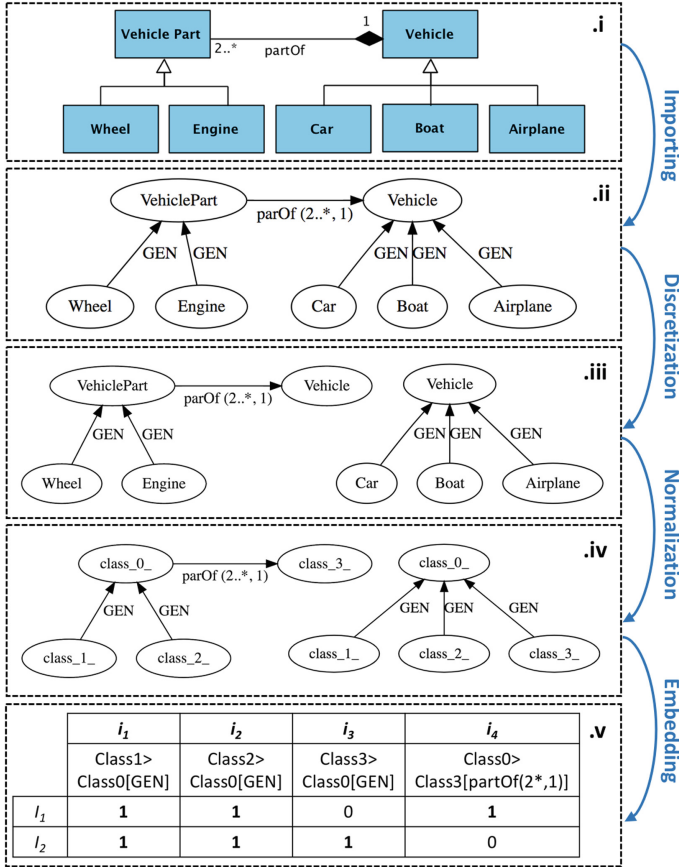 Vehicle Part
1
Vehicle
.i
2..*
partOf
Wheel
Engine
Car
Boat
Airplane
Importing
VehiclePart
Vehicle
.ii
parOf (2..*, 1)
GEN
GEN
GEN
GEN
GEN
Wheel
Engine
Car
Boat
Airplane
Discretization
VehiclePart
Vehicle
Vehicle
.iii
parOf (2..*, 1)
GEN
GEN
GEN
GEN
GEN
Wheel
Engine
Car
Boat
Airplane
Normalization
class_0_
class_3_
class_0_
.iv
parOf (2..*, 1)
GEN
GEN
GEN
GEN
GEN
class_1_
class_2_
class_1_
class_2_
class_3_
Embedding
.v
i1 i2 i3 i4
Class1> Class2> Class3> Class0>
Class0[GEN] Class0[GEN] Class0[GEN] Class3[partOf(2*,1)]
I1 1 1 0 1
I2 1 1 1 0